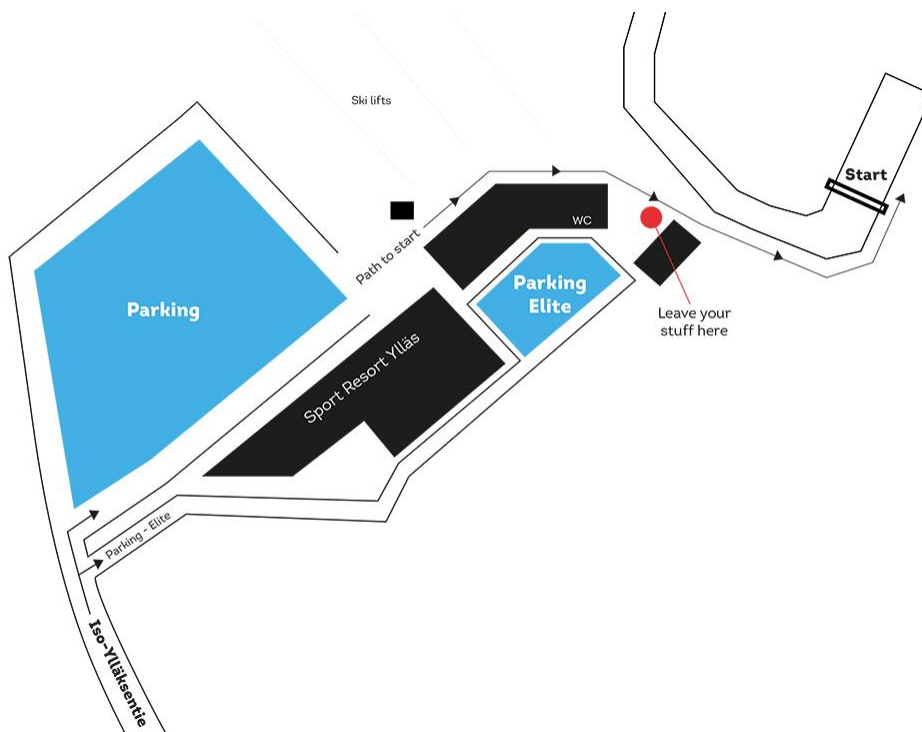 Ski lifts
Start
WC
Path to start
Parking
Parking
Elite
Leave your
stuff here
Sport Resort Ylläs
Parking - Elite
Iso-Ylläksentie